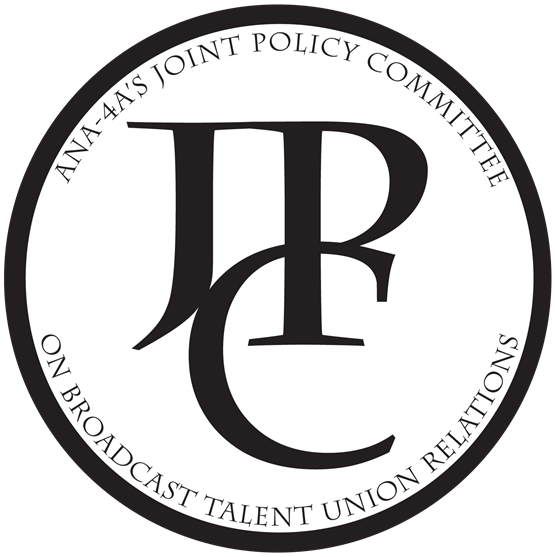 ANA-4A'S JOINT POLICY COMMITTEE
JPC
ON BROADCAST TALENT UNION RELATIONS